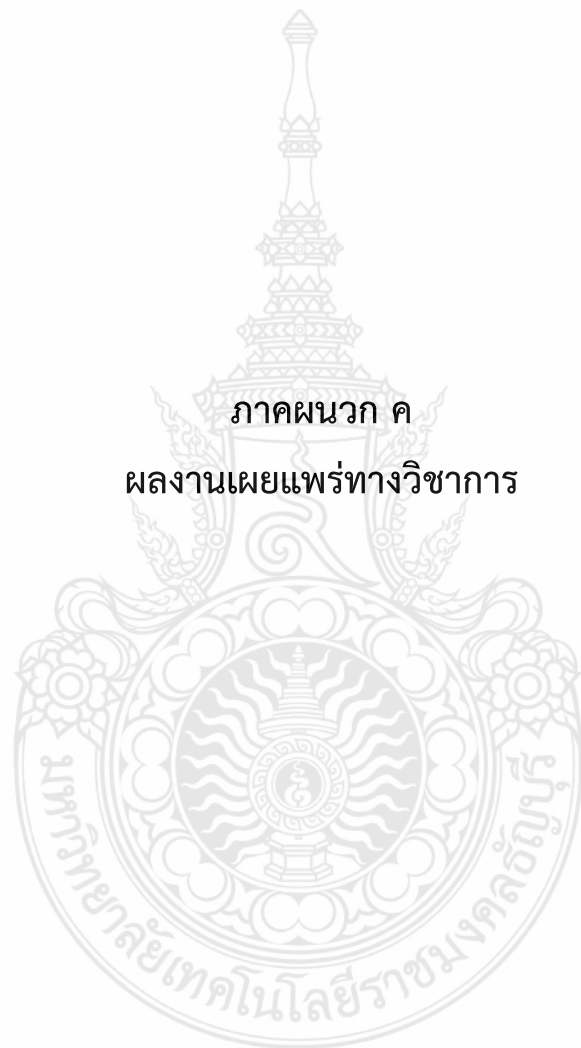 ภาคผนวก ค
ผลงานเผยแพร่ทางวิชาการ
มหาวิทยาลัยเทคโนโลยีราชมงคลธัญบุรี